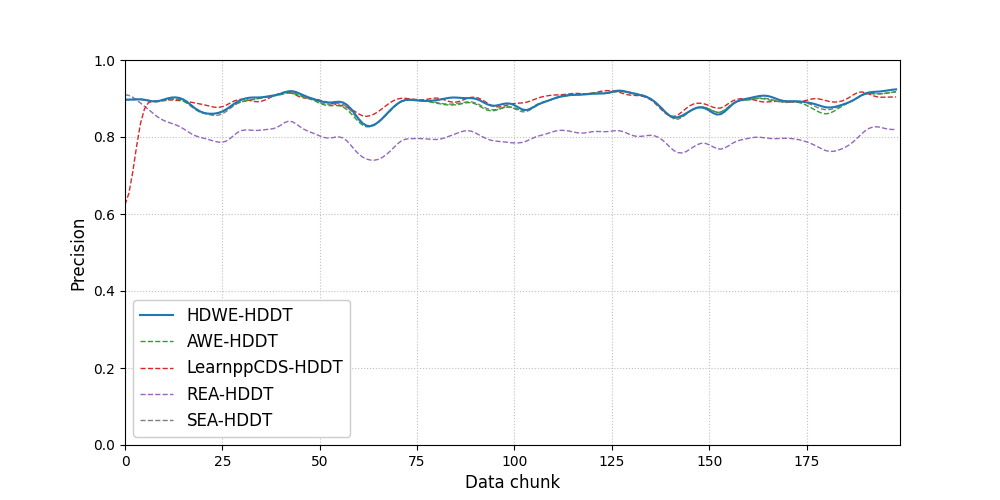 1.0
0.8
0.6
0.4
0.2
0.0
Precision
HDWE-HDDT
AWE-HDDT
LearnppCDS-HDDT
REA-HDDT
SEA-HDDT
0 25 50 75 100 125 150 175
Data chunk